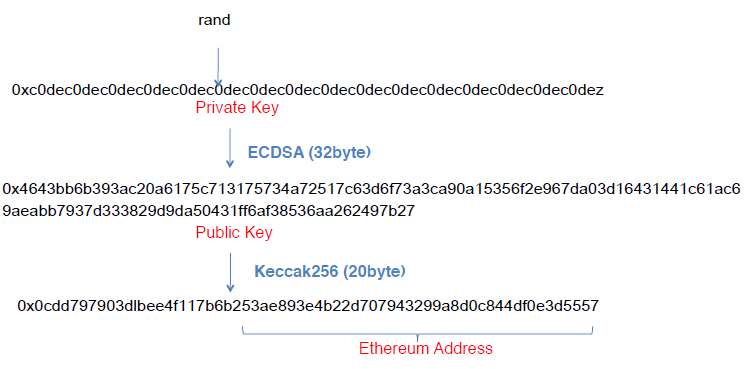 rand
0xc0dec0dec0dec0dec0dec0dec0dec0dec0dec0dec0dec0dec0dec0dec0dec0dez
Private Key
ECDSA (32byte)
0x4643bb6b393ac20a6175c713175734a72517c63d6f73a3ca90a15356f2e967da03d16431441c61ac6
9aeabb7937d333829d9da50431ff6af38536aa262497b27
Public Key
Keccak256 (20byte)
0x0cdd797903dlbee4f117b6b253ae893e4b22d707943299a8d0c844df0e3d5557
Ethereum Address